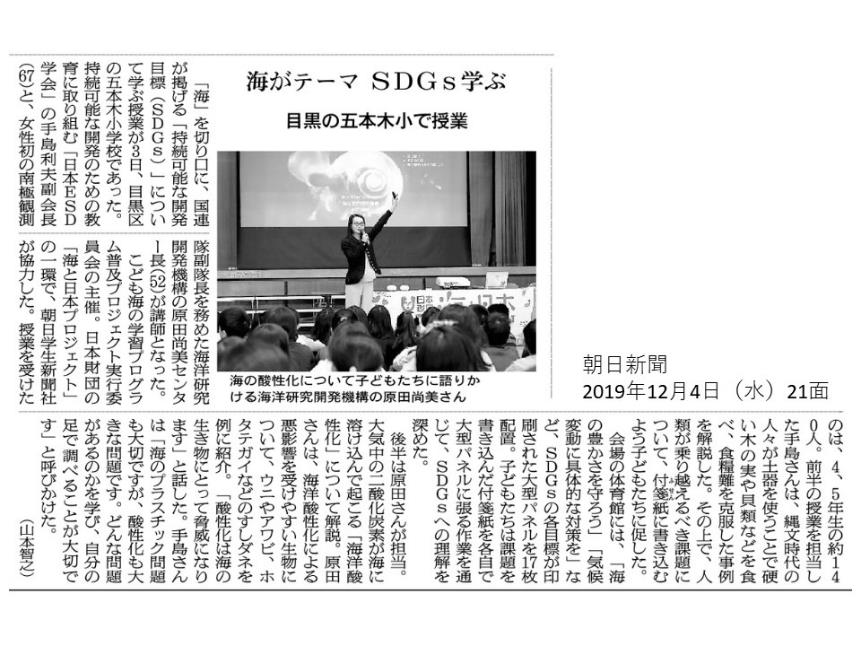 海がテーマ SDGs学ぶ
目黒の五本木小で授業
「海」を切り口に、国連
が掲げる「持続可能な開発
目標（SDGs）」につい
て学ぶ授業が3日、目黒区
の五本木小学校であった。
持続可能な開発のための教
育に取り組む「日本ESD
学会」の手島利夫副会長
(67)と、女性初の南極観測
隊副隊長を務めた海洋研究
開発機構の原田尚美センタ
ー長(52)が講師となった。
こども海の学習プログラ
ム普及プロジェクト実行委
員会の主催。日本財団の
「海と日本プロジェクト」
の一環で、朝日学生新聞社
が協力した。授業を受けた
海の酸性化について子どもたちに語りか
ける海洋研究開発機構の原田尚美さん
朝日新聞
2019年12月4日（水）21面
のは、4、5年生の約14
0人。前半の授業を担当し
た手島さんは、縄文時代の
人々が土器を使うことで硬
い木の実や貝類などを食
べ、食糧難を克服した事例
を解説した。その上で、人
類が乗り越えるべき課題に
ついて、付箋紙に書き込む
よう子どもたちに促した。
会場の体育館には、「海
の豊かさを守ろう」「気候
変動に具体的な対策を」な
ど、SDGsの各目標が印
刷された大型パネルを17枚
配置。子どもたちは課題を
書き込んだ付箋紙を各自で
大型パネルに張る作業を通
じて、SDGsへの理解を
深めた。
後半は原田さんが担当。
大気中の二酸化炭素が海に
溶け込んで起こる「海洋酸
性化」について解説。原田
さんは、海洋酸性化による
悪影響を受けやすい生物に
ついて、ウニやアワビ、ホ
タテガイなどのすしダネを
例に紹介。「酸性化は海の
生き物にとって脅威になり
ます」と話した。手島さん
は「海のプラスチック問題
も大切ですが、酸性化も大
きな問題です。どんな問題
があるのかを学び、自分の
足で調べることが大切で
す」と呼びかけた。
（山本智之）